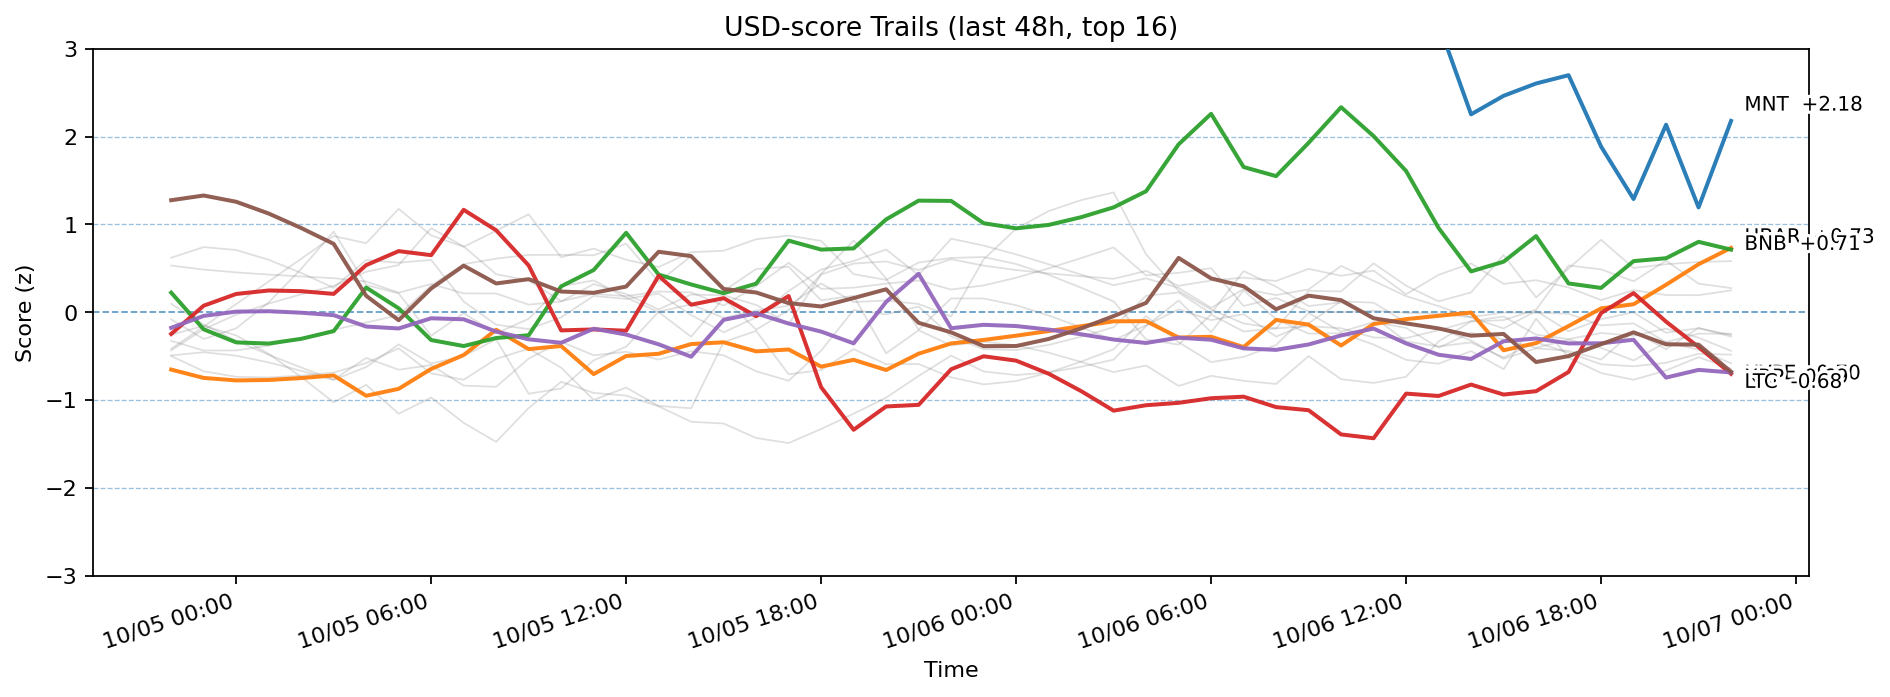 USD-score Trails (last 48h, top 16)
Score (z)
3
2
1
0
−1
−2
−3
MNT +2.18
BNB +0.71
LTC -0.68
10/05 00:00
10/05 06:00
10/05 12:00
10/05 18:00
10/06 00:00
10/06 06:00
10/06 12:00
10/06 18:00
10/07 00:00
Time